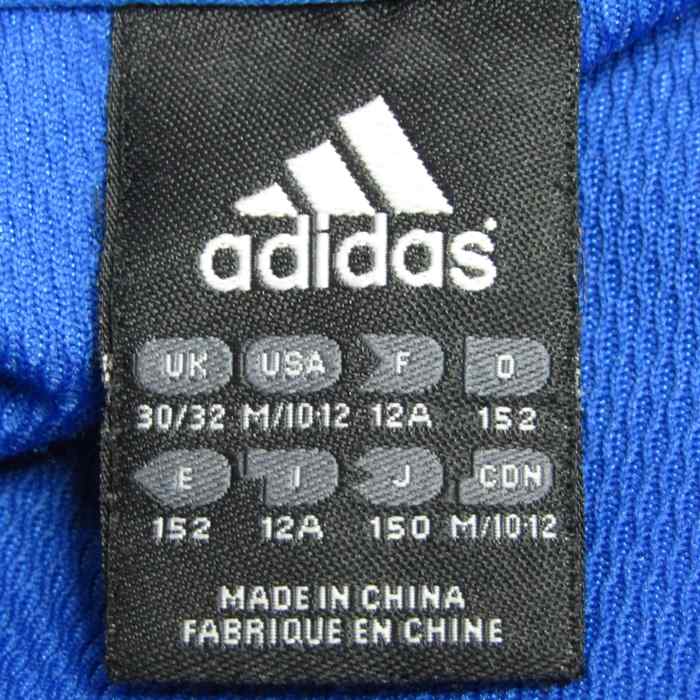 adidas
UK USA F D
30/32 M/10-12 12A 152
E I J CDN
152 12A 150 M/10-12
MADE IN CHINA
FABRIQUE EN CHINE